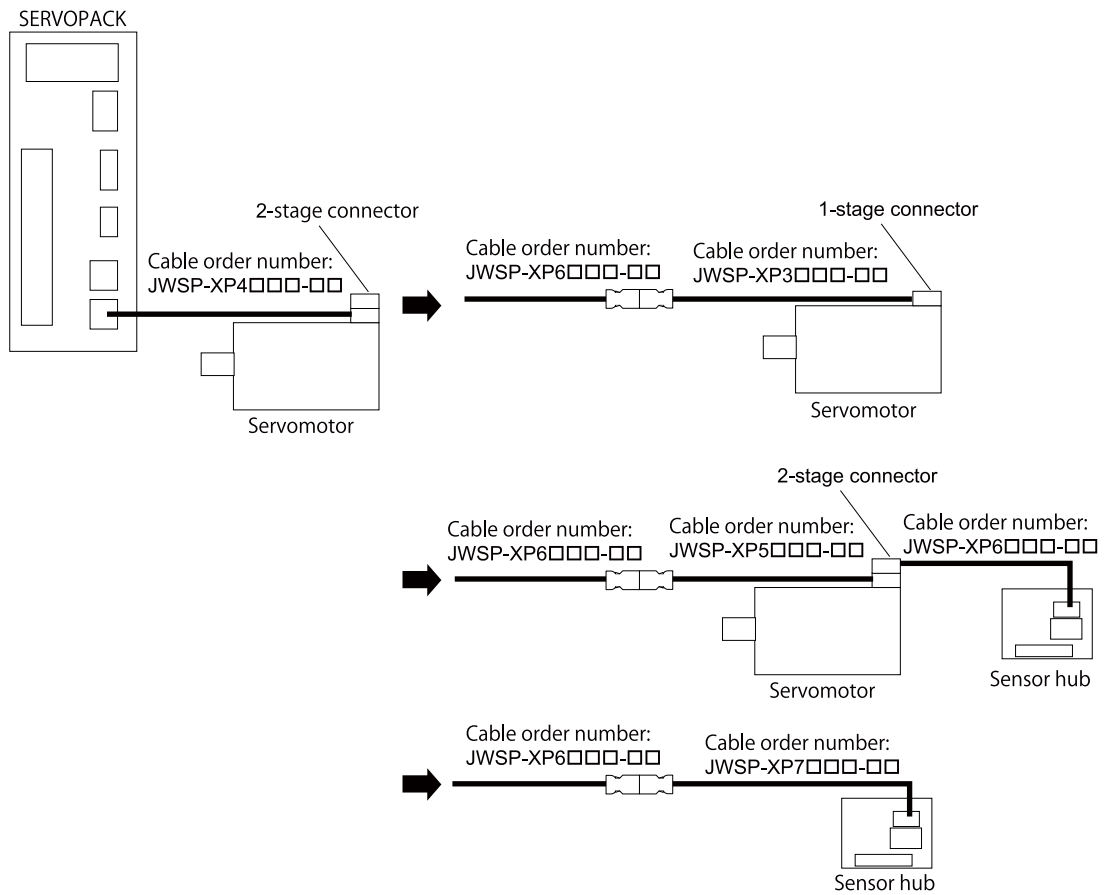 SERVOPACK
2-stage connector
Cable order number:
JWSP-XP4□□□-□□
Servomotor
1-stage connector
Cable order number:
JWSP-XP6□□□-□□
Cable order number:
JWSP-XP3□□□-□□
Servomotor
2-stage connector
Cable order number:
JWSP-XP6□□□-□□
Cable order number:
JWSP-XP5□□□-□□
Cable order number:
JWSP-XP6□□□-□□
Servomotor
Sensor hub
Cable order number:
JWSP-XP6□□□-□□
Cable order number:
JWSP-XP7□□□-□□
Sensor hub